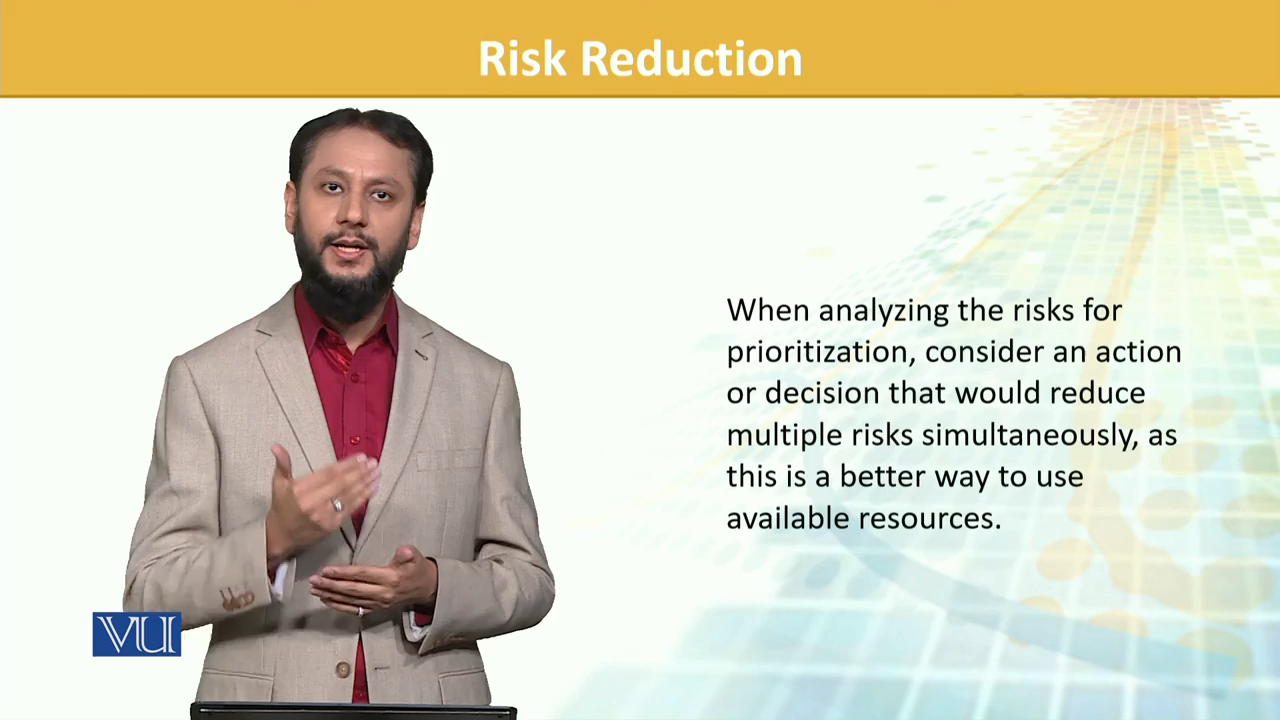 Risk Reduction
When analyzing the risks for
prioritization, consider an action
or decision that would reduce
multiple risks simultaneously, as
this is a better way to use
available resources.
VU